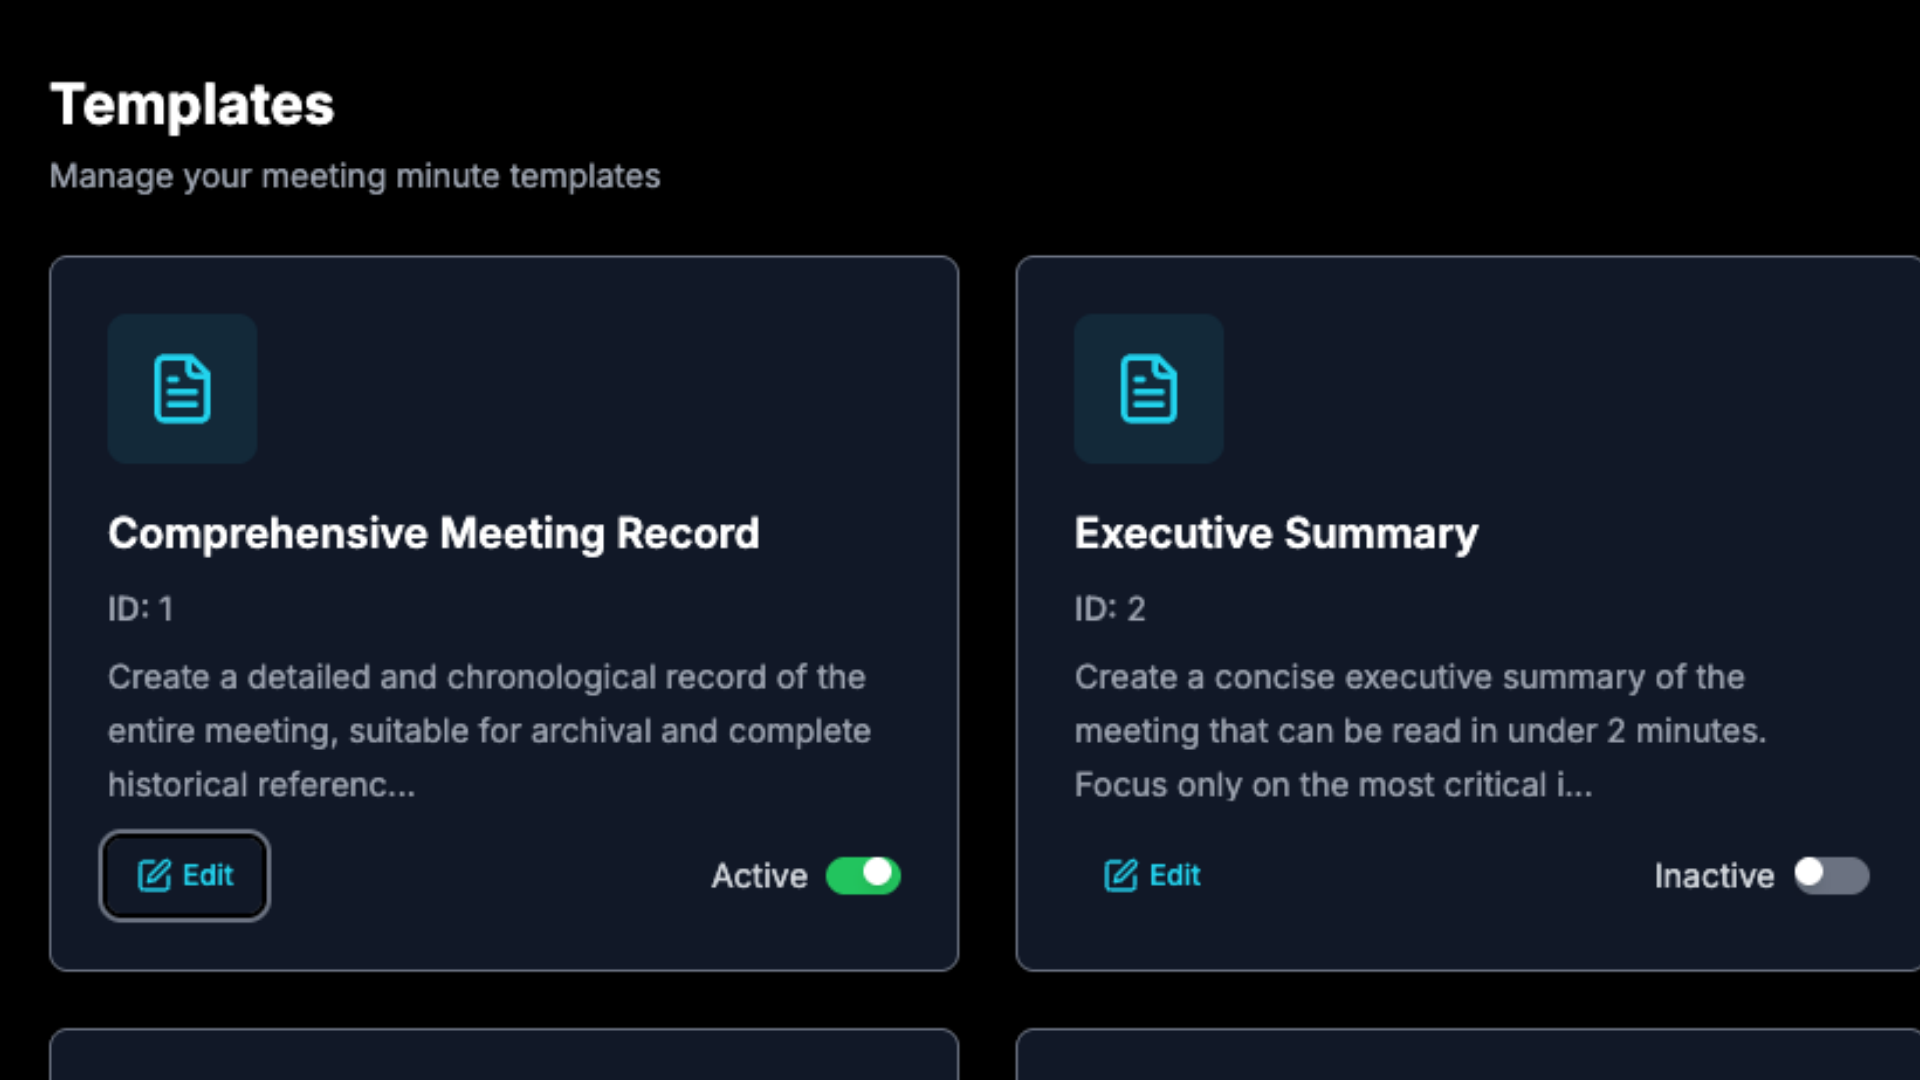 Templates
Manage your meeting minute templates
Comprehensive Meeting Record
ID: 1
Create a detailed and chronological record of the
entire meeting, suitable for archival and complete
historical referenc...
Edit
Active
Executive Summary
ID: 2
Create a concise executive summary of the
meeting that can be read in under 2 minutes.
Focus only on the most critical i...
Edit
Inactive